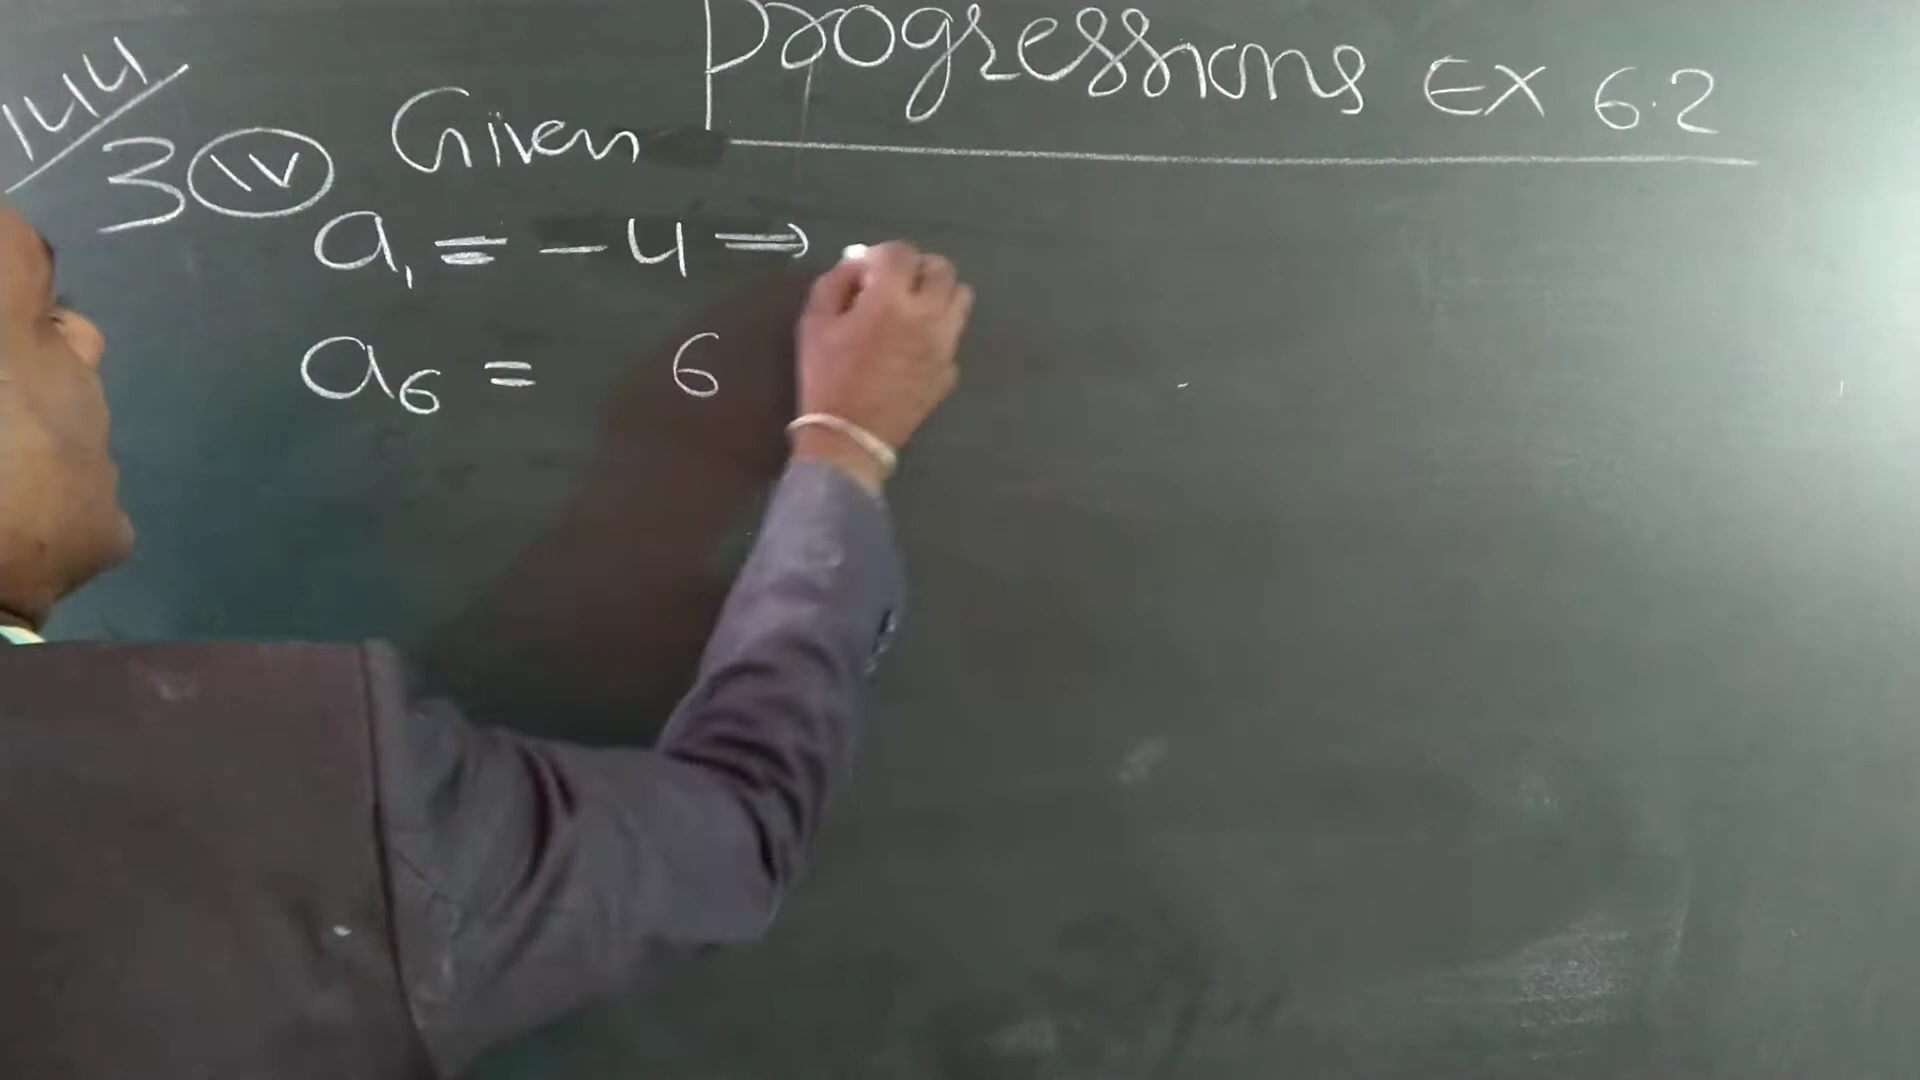 Progressions EX 6.2
144
3 (iv) Given
a₁ = -4 ⇒
a₆ = 6